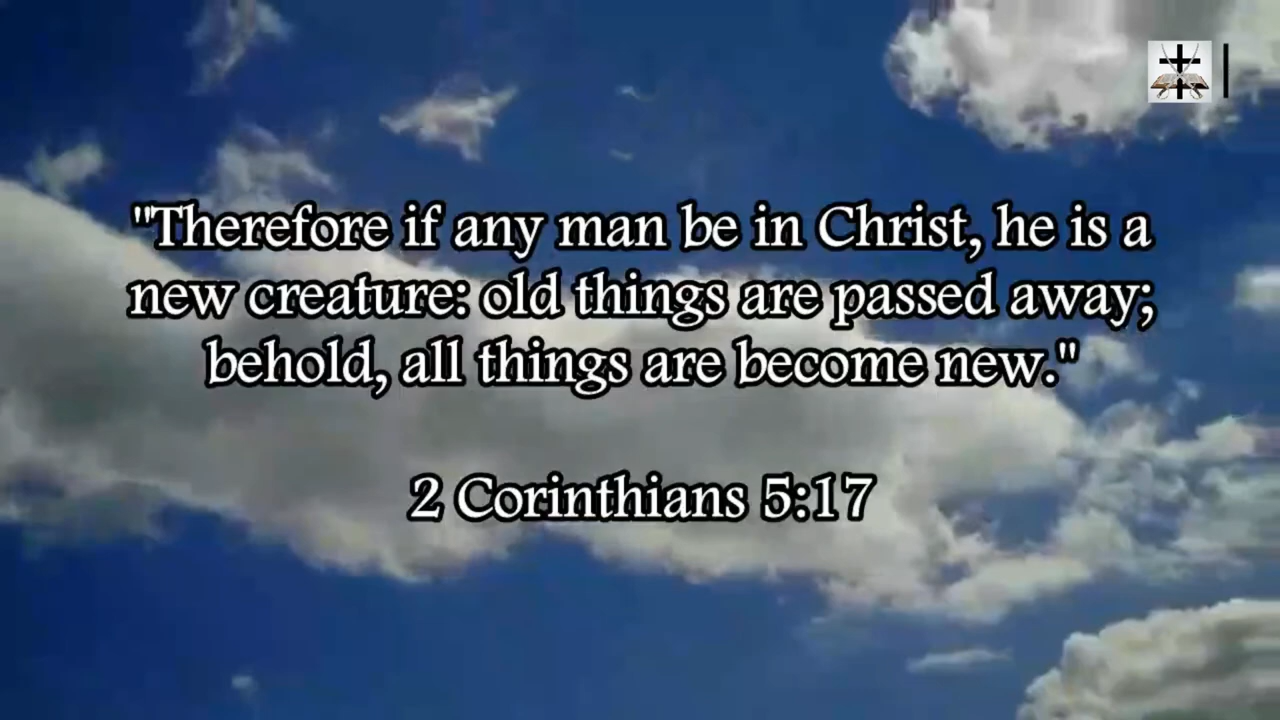 "Therefore if any man be in Christ, he is a
new creature: old things are passed away;
behold, all things are become new."
2 Corinthians 5:17